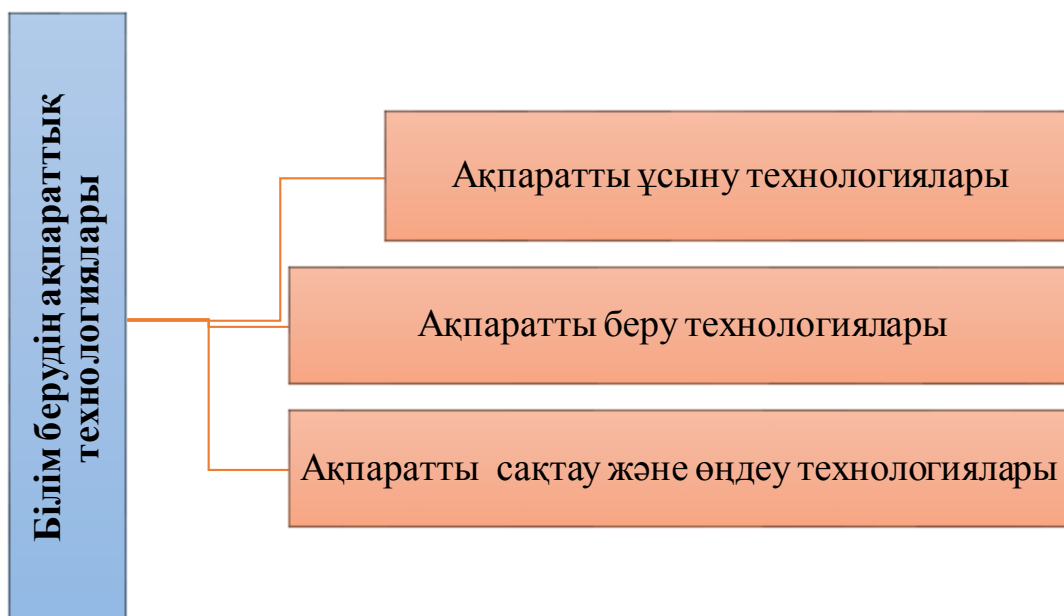 Білім берудің ақпараттық
технологиялары
Ақпаратты ұсыну технологиялары
Ақпаратты беру технологиялары
Ақпаратты сақтау және өңдеу технологиялары